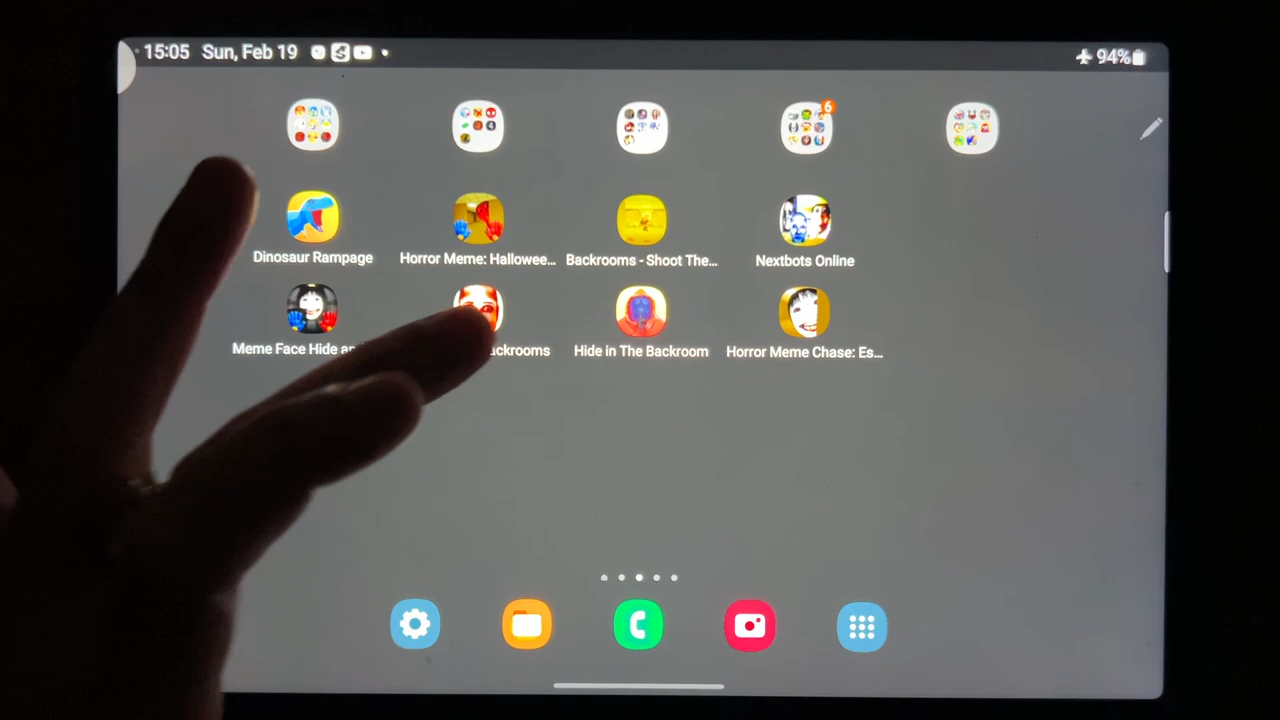 15:05 Sun, Feb 19
94%
6
Dinosaur Rampage
Horror Meme: Hallowee...
Backrooms - Shoot The...
Nextbots Online
Meme Face Hide
ackrooms
Hide in The Backroom
Horror Meme Chase: Es...